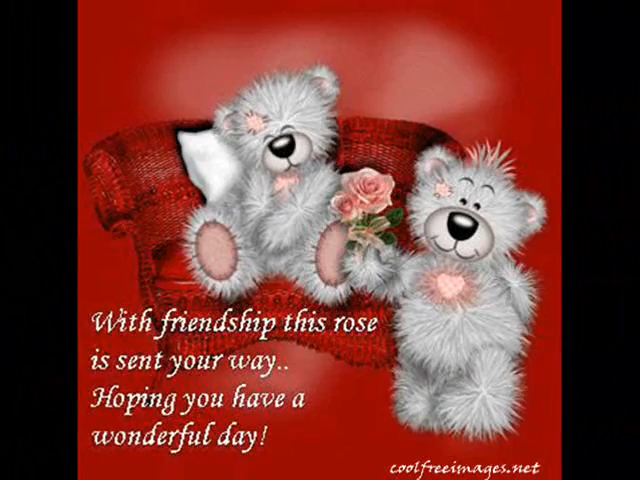 With friendship this rose
is sent your way..
Hoping you have a
wonderful day!
coolfreeimages.net